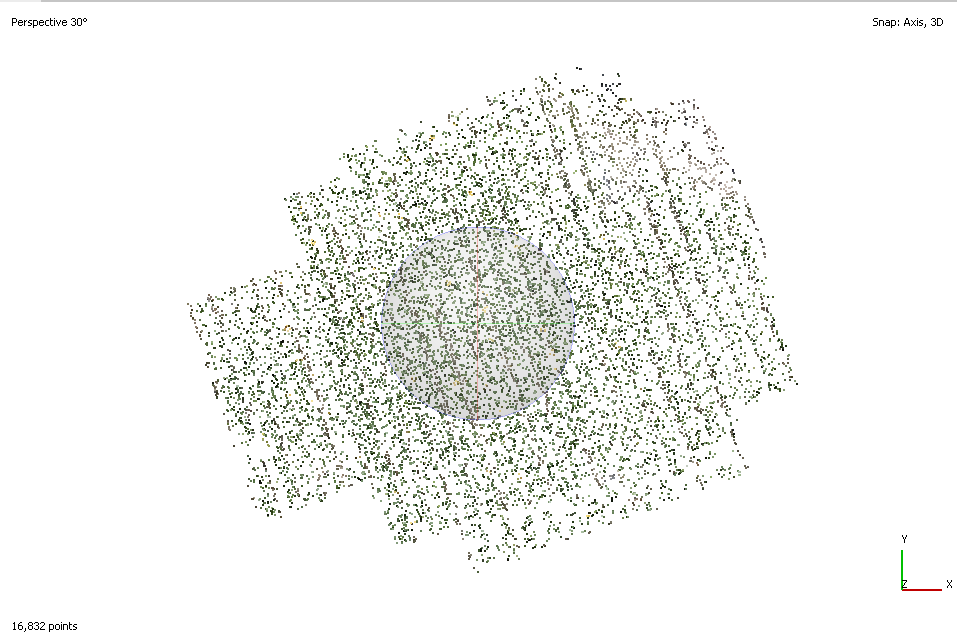 Perspective 30°
Snap: Axis, 3D
Y
Z
X
16,832 points